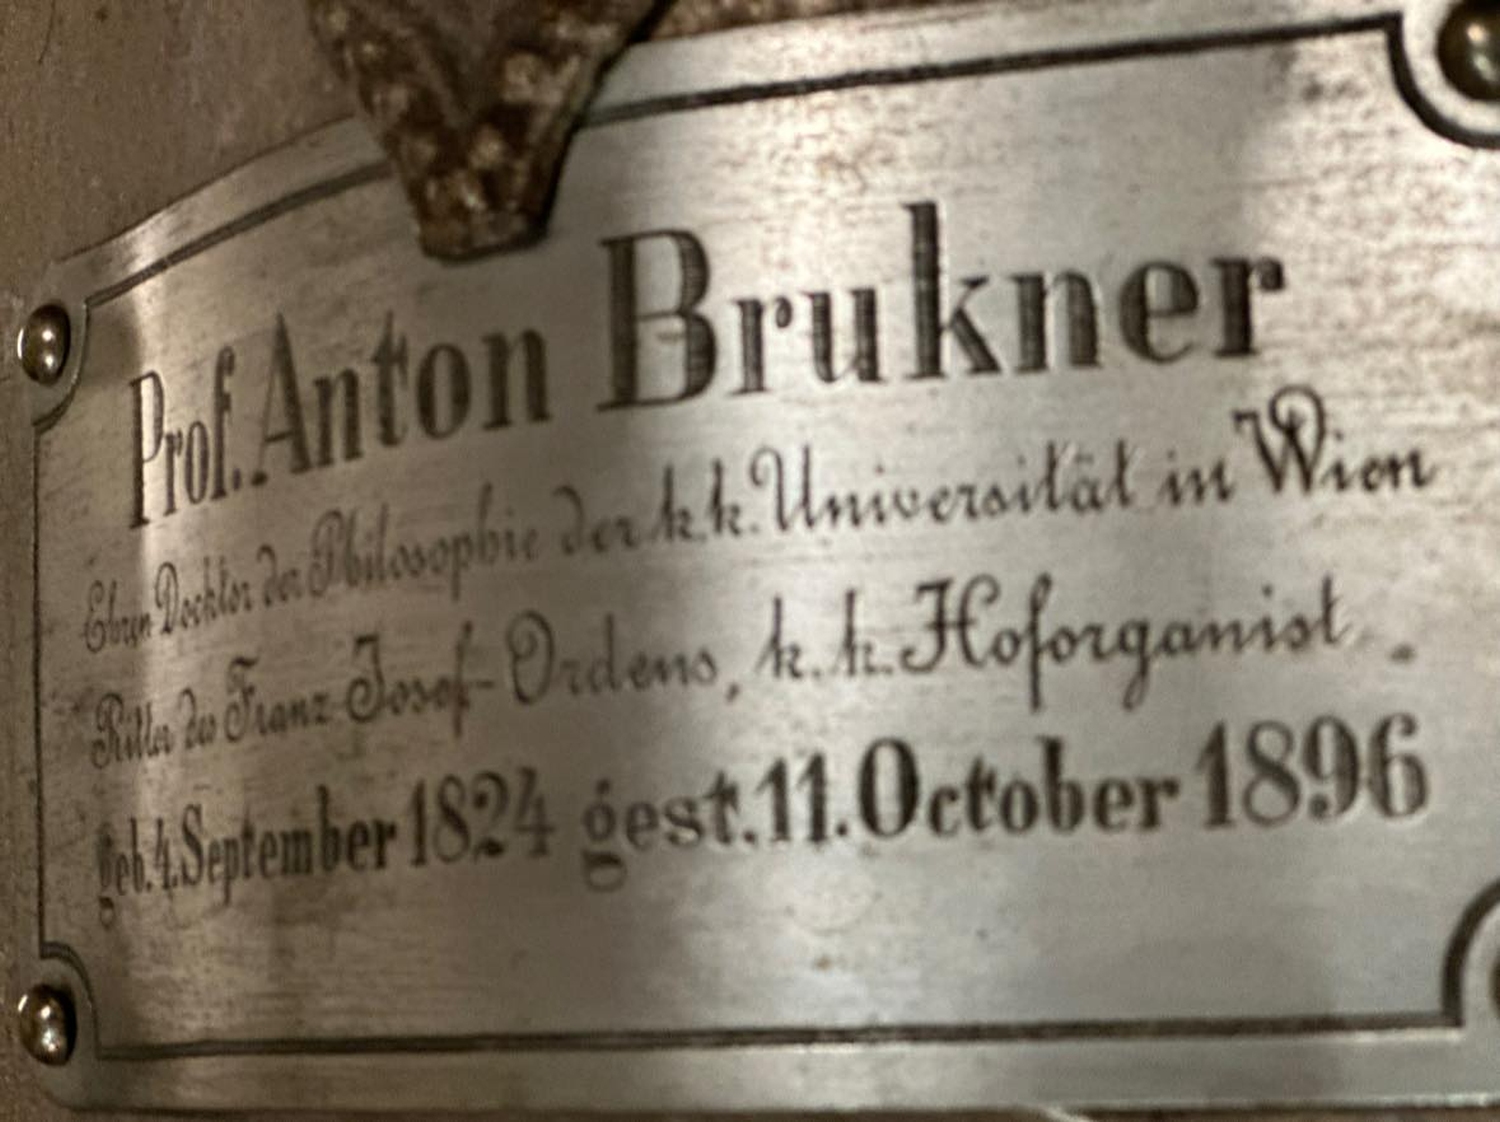 Prof. Anton Brukner
Ehren Docktor der Philosophie der k. k. Universität in Wien
Ritter des Franz Josef-Ordens, k. k. Hoforganist.
geb. 4. September 1824 gest. 11. October 1896